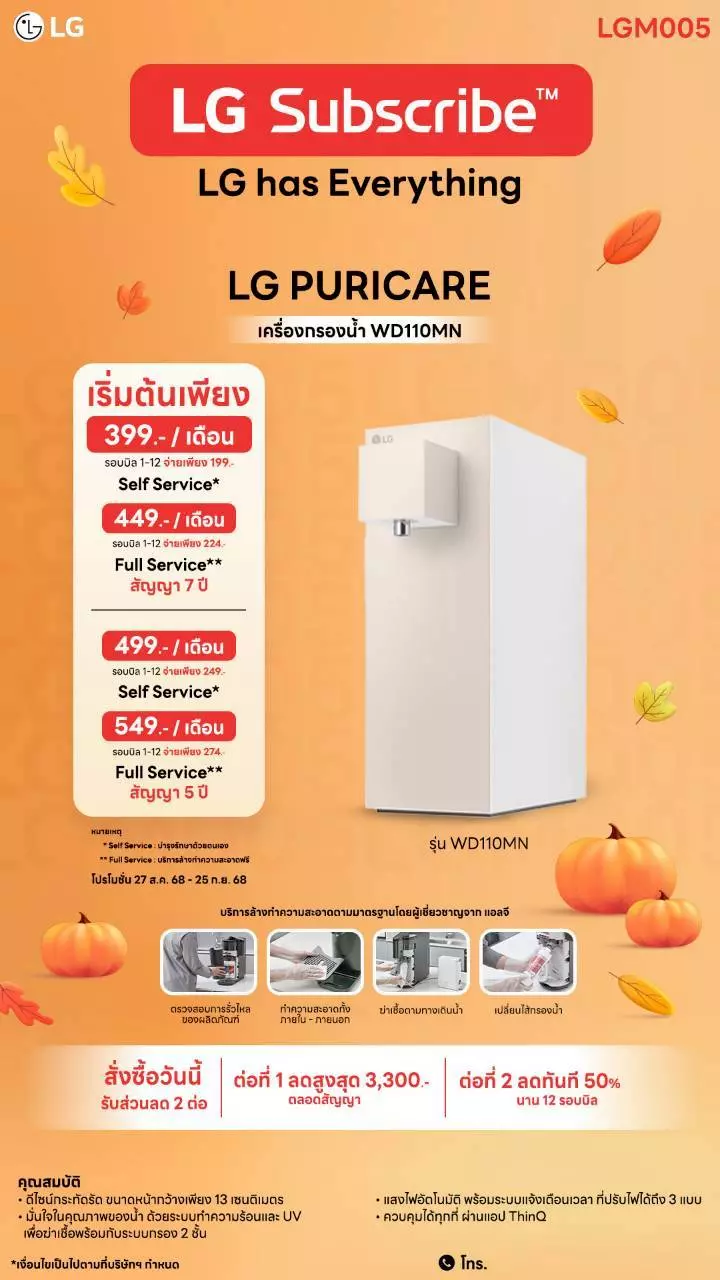 LG
LGM005
LG Subscribe™
LG has Everything
LG PURICARE
เครื่องกรองน้ำ WD110MN
เริ่มต้นเพียง
399.- / เดือน
รอบบิล 1-12 จ่ายเพียง 199.-
Self Service*
449.- / เดือน
รอบบิล 1-12 จ่ายเพียง 224.-
Full Service**
สัญญา 7 ปี
499.- / เดือน
รอบบิล 1-12 จ่ายเพียง 249.-
Self Service*
549.- / เดือน
รอบบิล 1-12 จ่ายเพียง 274.-
Full Service**
สัญญา 5 ปี
LG
รุ่น WD110MN
หมายเหตุ
* Self Service : บำรุงรักษาด้วยตนเอง
** Full Service : บริการล้างทำความสะอาดฟรี
โปรโมชั่น 27 ส.ค. 68 - 25 ก.ย. 68
บริการล้างทำความสะอาดตามมาตรฐานโดยผู้เชี่ยวชาญจาก แอลจี
ตรวจสอบการรั่วไหล
ของผลิตภัณฑ์
ทำความสะอาดทั้ง
ภายใน - ภายนอก
ฆ่าเชื้อตามทางเดินน้ำ
เปลี่ยนไส้กรองน้ำ
สั่งซื้อวันนี้
รับส่วนลด 2 ต่อ
ต่อที่ 1 ลดสูงสุด 3,300.-
ตลอดสัญญา
ต่อที่ 2 ลดทันที 50%
นาน 12 รอบบิล
คุณสมบัติ
• ดีไซน์กระทัดรัด ขนาดหน้ากว้างเพียง 13 เซนติเมตร
• มั่นใจในคุณภาพของน้ำ ด้วยระบบทำความร้อนและ UV
เพื่อฆ่าเชื้อพร้อมกับระบบกรอง 2 ชั้น
• แสงไฟอัตโนมัติ พร้อมระบบแจ้งเตือนเวลา ที่ปรับไฟได้ถึง 3 แบบ
• ควบคุมได้ทุกที่ ผ่านแอป ThinQ
*เงื่อนไขเป็นไปตามที่บริษัทฯ กำหนด
โทร.